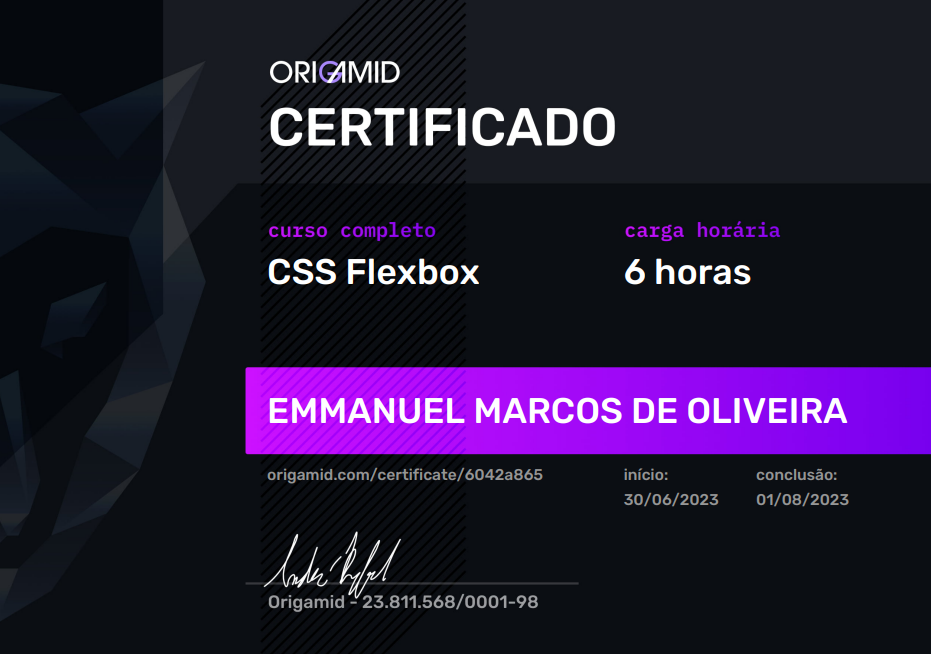 ORIGAMID
CERTIFICADO
curso completo
CSS Flexbox
carga horária
6 horas
EMMANUEL MARCOS DE OLIVEIRA
origamid.com/certificate/6042a865
início:
30/06/2023
conclusão:
01/08/2023
Origamid - 23.811.568/0001-98